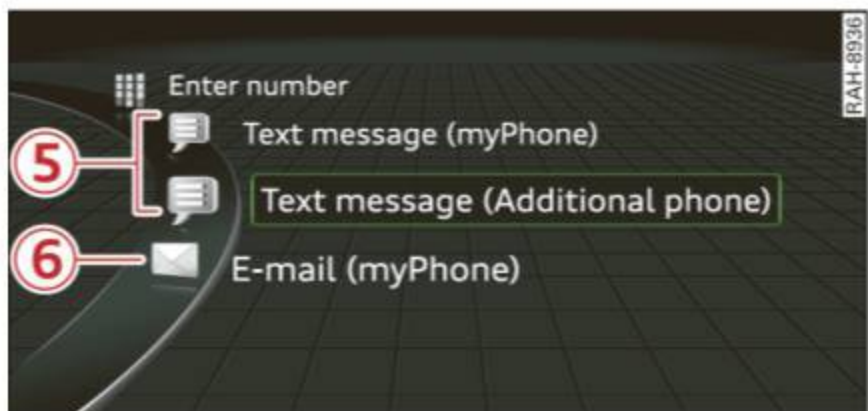 RAH-8936
Enter number
5
Text message (myPhone)
Text message (Additional phone)
6
E-mail (myPhone)